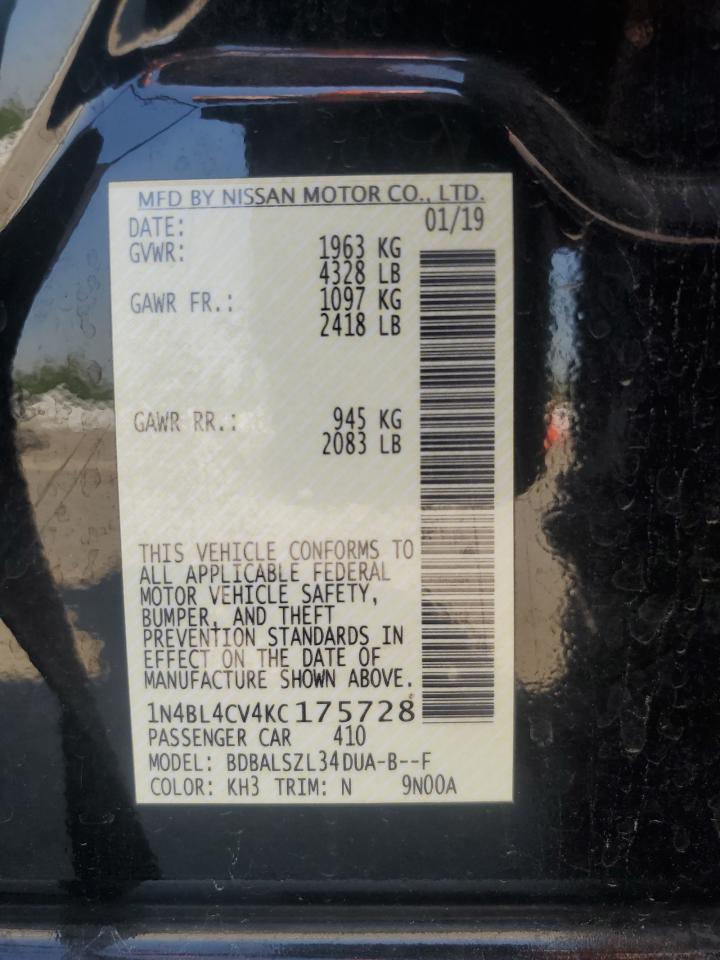 MFD BY NISSAN MOTOR CO., LTD.
DATE: 01/19
GVWR: 1963 KG
4328 LB
GAWR FR.: 1097 KG
2418 LB
GAWR RR.: 945 KG
2083 LB
THIS VEHICLE CONFORMS TO
ALL APPLICABLE FEDERAL
MOTOR VEHICLE SAFETY,
BUMPER, AND THEFT
PREVENTION STANDARDS IN
EFFECT ON THE DATE OF
MANUFACTURE SHOWN ABOVE.
1N4BL4CV4KC175728
PASSENGER CAR 410
MODEL: BDBALSZL34DUA-B--F
COLOR: KH3 TRIM: N 9N00A